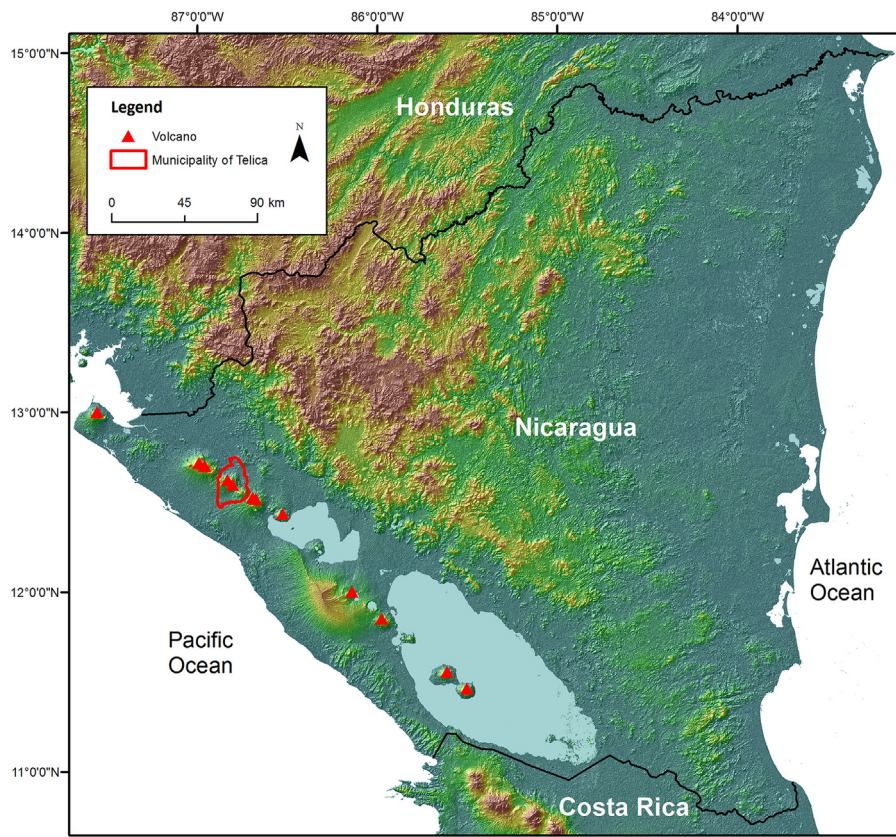 87°0'0"W 86°0'0"W 85°0'0"W 84°0'0"W
15°0'0"N
Legend
Volcano
Municipality of Telica
N
0 45 90 km
Honduras
14°0'0"N
13°0'0"N
Nicaragua
12°0'0"N
Atlantic
Ocean
Pacific
Ocean
11°0'0"N
Costa Rica